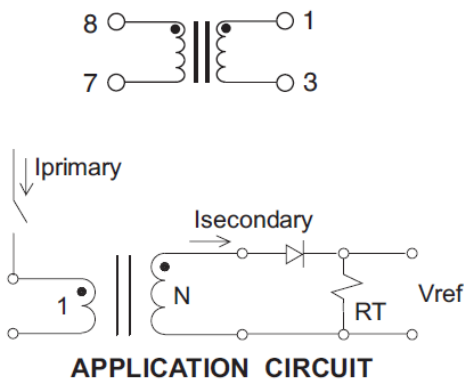 8 1
7 3
Iprimary
Isecondary
1 N RT Vref
APPLICATION CIRCUIT